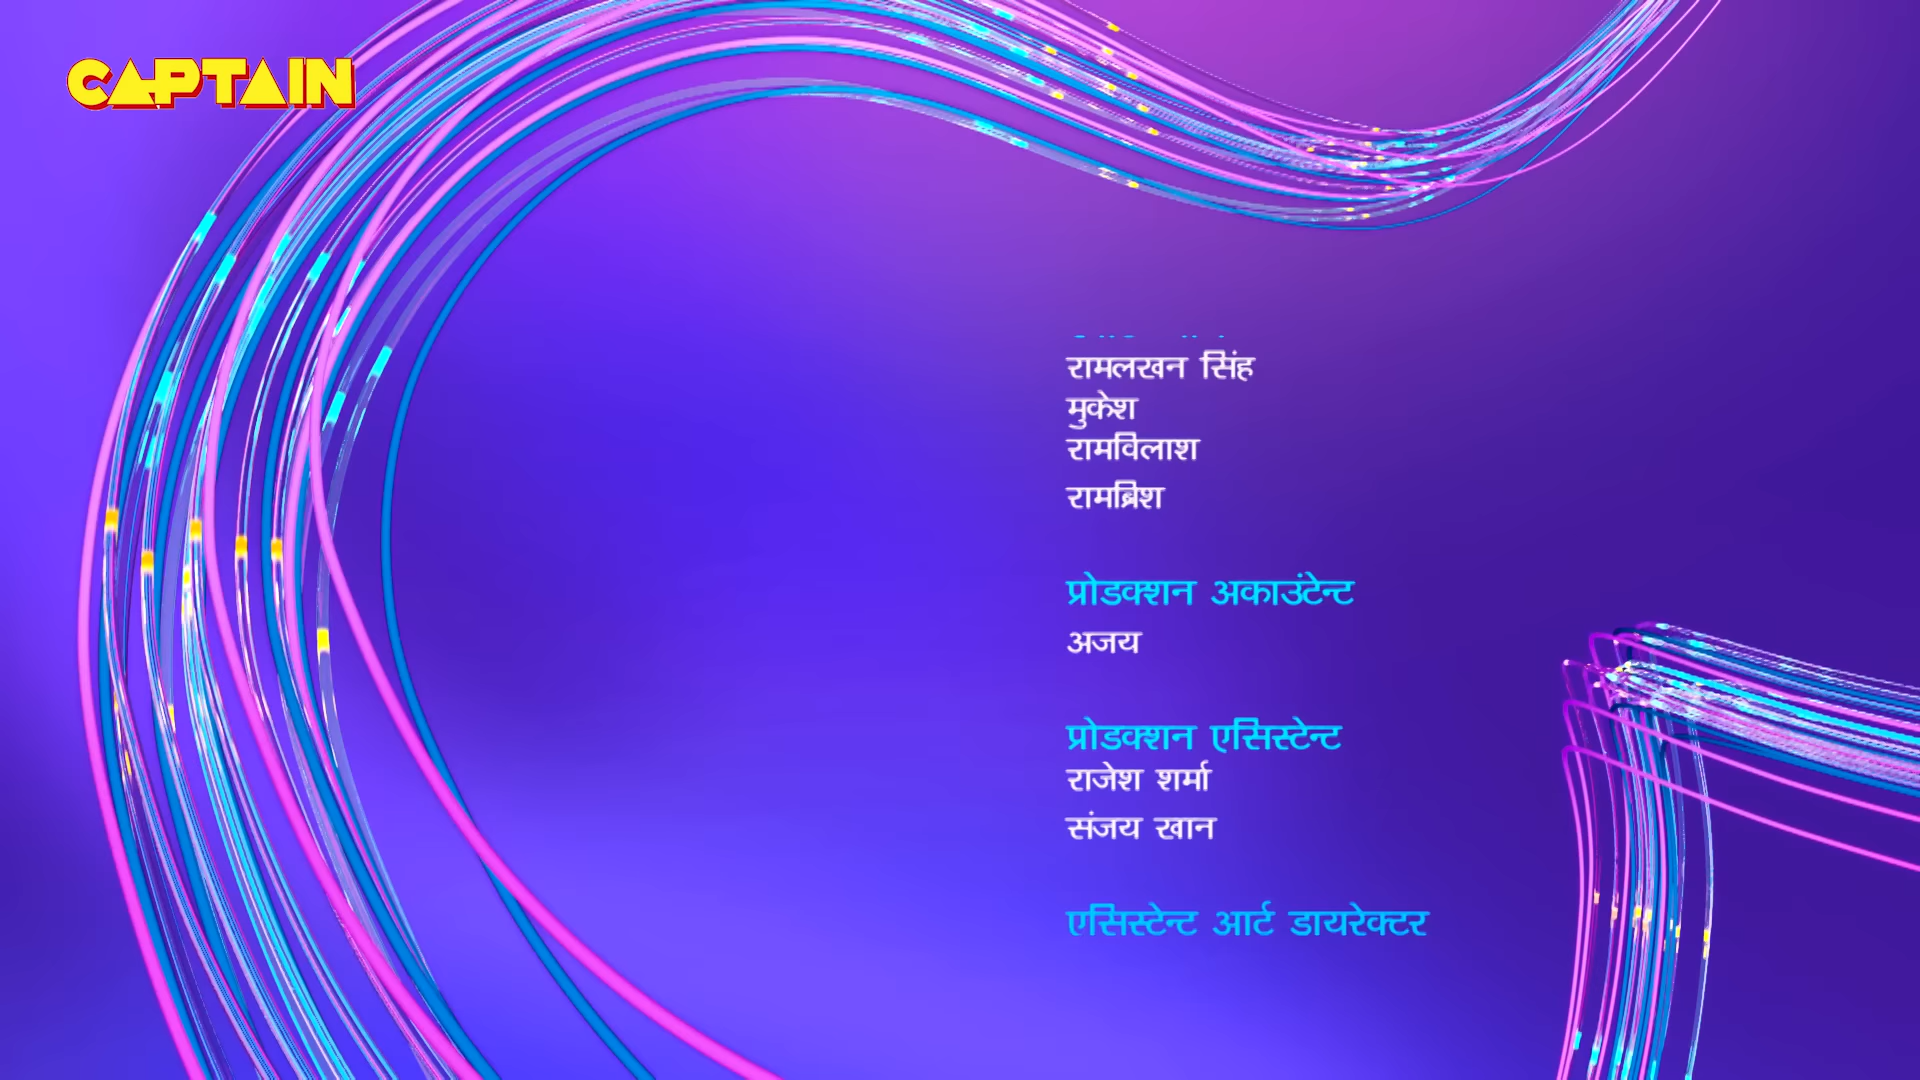 CAPTAIN
रामलखन सिंह
मुकेश
रामविलाश
रामब्रिश
प्रोडक्शन अकाउंटेन्ट
अजय
प्रोडक्शन एसिस्टेन्ट
राजेश शर्मा
संजय खान
एसिस्टेन्ट आर्ट डायरेक्टर